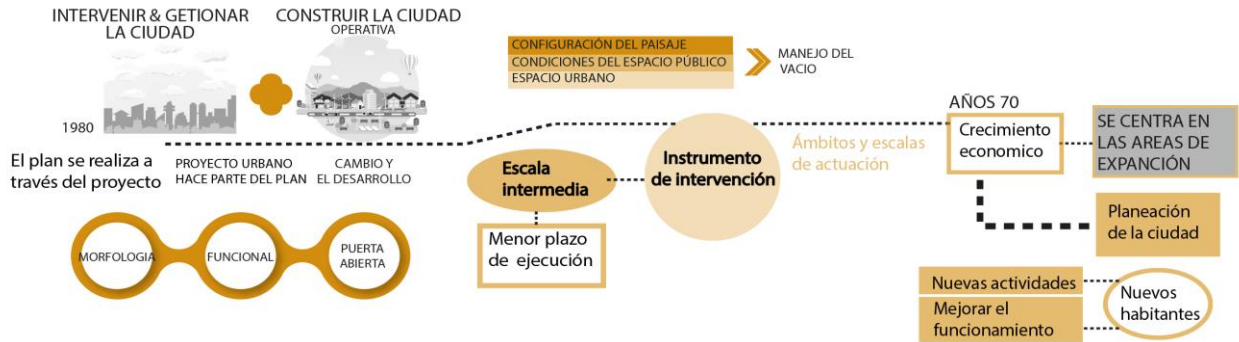 INTERVENIR & GETIONAR
LA CIUDAD
CONSTRUIR LA CIUDAD
OPERATIVA
1980
El plan se realiza a
través del proyecto
PROYECTO URBANO
HACE PARTE DEL PLAN
CAMBIO Y
EL DESARROLLO
MORFOLOGIA
FUNCIONAL
PUERTA
ABIERTA
CONFIGURACIÓN DEL PAISAJE
CONDICIONES DEL ESPACIO PÚBLICO
ESPACIO URBANO
MANEJO DEL
VACIO
Escala
intermedia
Menor plazo
de ejecución
Instrumento
de intervención
Ámbitos y escalas
de actuación
AÑOS 70
Crecimiento
economico
SE CENTRA EN
LAS AREAS DE
EXPANCIÓN
Planeación
de la ciudad
Nuevas actividades
Mejorar el
funcionamiento
Nuevos
habitantes